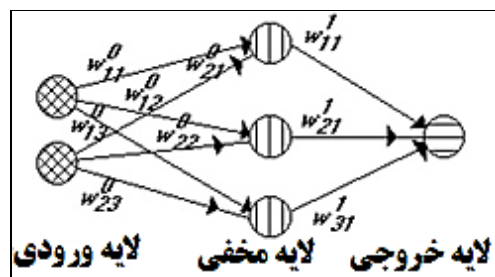 w⁰₁₁ w⁰₂₁ w¹₁₁
w⁰₁₂
w⁰₁₃ w⁰₂₂ w¹₂₁
w⁰₂₃ w¹₃₁
لایه ورودی لایه مخفی لایه خروجی